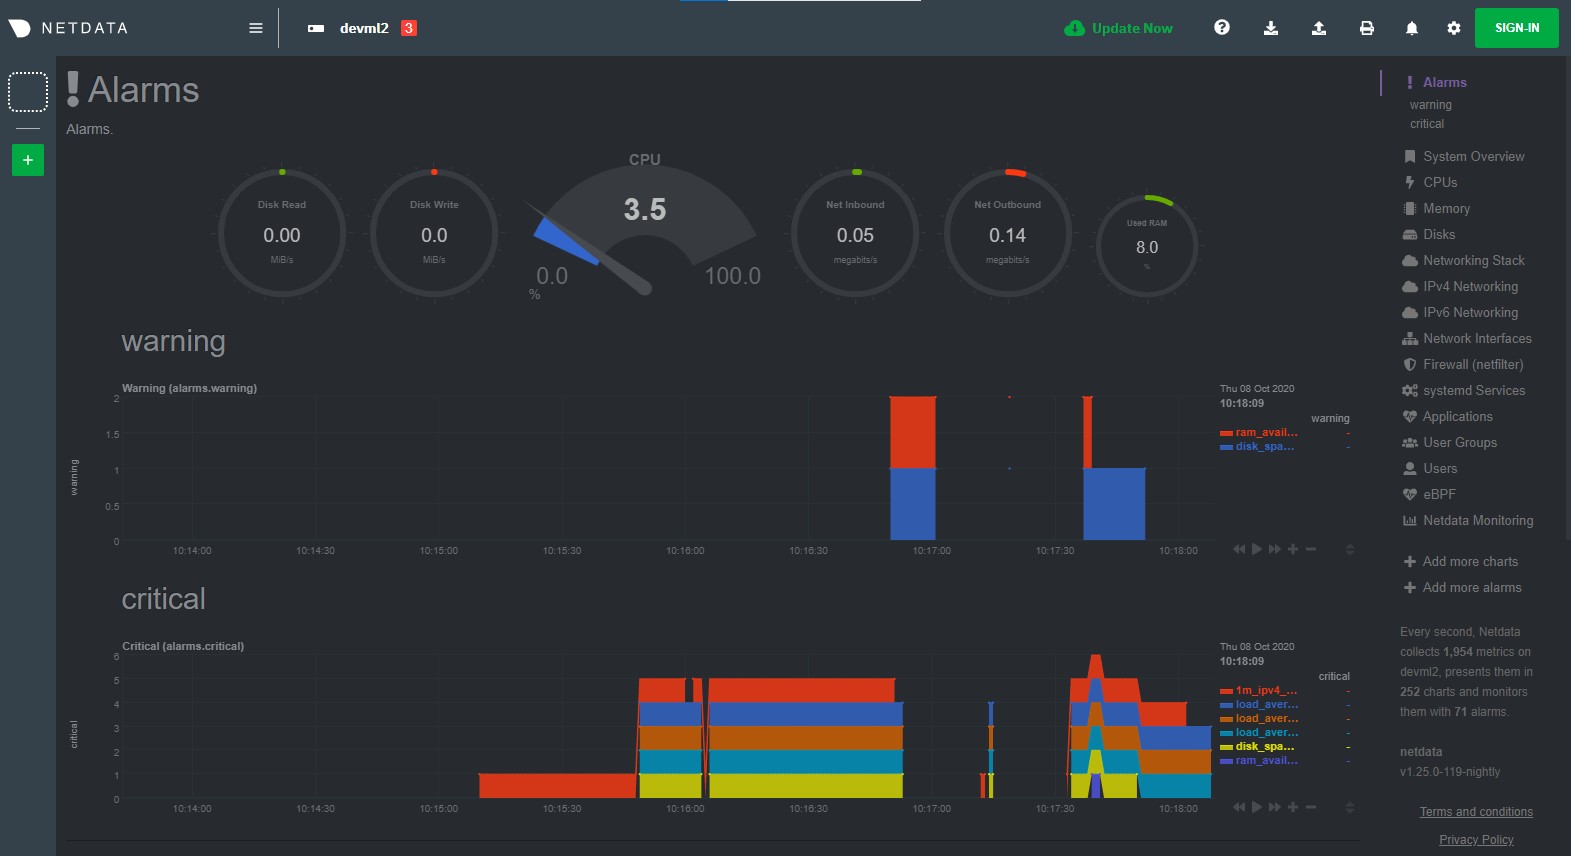 NETDATA
devml2 3
Update Now
SIGN-IN
Alarms
Alarms.
Disk Read
0.00
MiB/s
Disk Write
0.0
MiB/s
CPU
3.5
0.0
100.0
%
Net Inbound
0.05
megabits/s
Net Outbound
0.14
megabits/s
Used RAM
8.0
%
warning
Warning (alarms.warning)
2
1.5
1
0.5
0
warning
10:14:00 10:14:30 10:15:00 10:15:30 10:16:00 10:16:30 10:17:00 10:17:30 10:18:00
Thu 08 Oct 2020
10:18:09
warning
ram_avail... -
disk_spa... -
critical
Critical (alarms.critical)
6
5
4
3
2
1
0
critical
10:14:00 10:14:30 10:15:00 10:15:30 10:16:00 10:16:30 10:17:00 10:17:30 10:18:00
Thu 08 Oct 2020
10:18:09
critical
1m_ipv4_... -
load_aver... -
load_aver... -
load_aver... -
disk_spa... -
ram_avail... -
Alarms
warning
critical
System Overview
CPUs
Memory
Disks
Networking Stack
IPv4 Networking
IPv6 Networking
Network Interfaces
Firewall (netfilter)
systemd Services
Applications
User Groups
Users
eBPF
Netdata Monitoring
Add more charts
Add more alarms
Every second, Netdata
collects 1,954 metrics on
devml2, presents them in
252 charts and monitors
them with 71 alarms.
netdata
v1.25.0-119-nightly
Terms and conditions
Privacy Policy